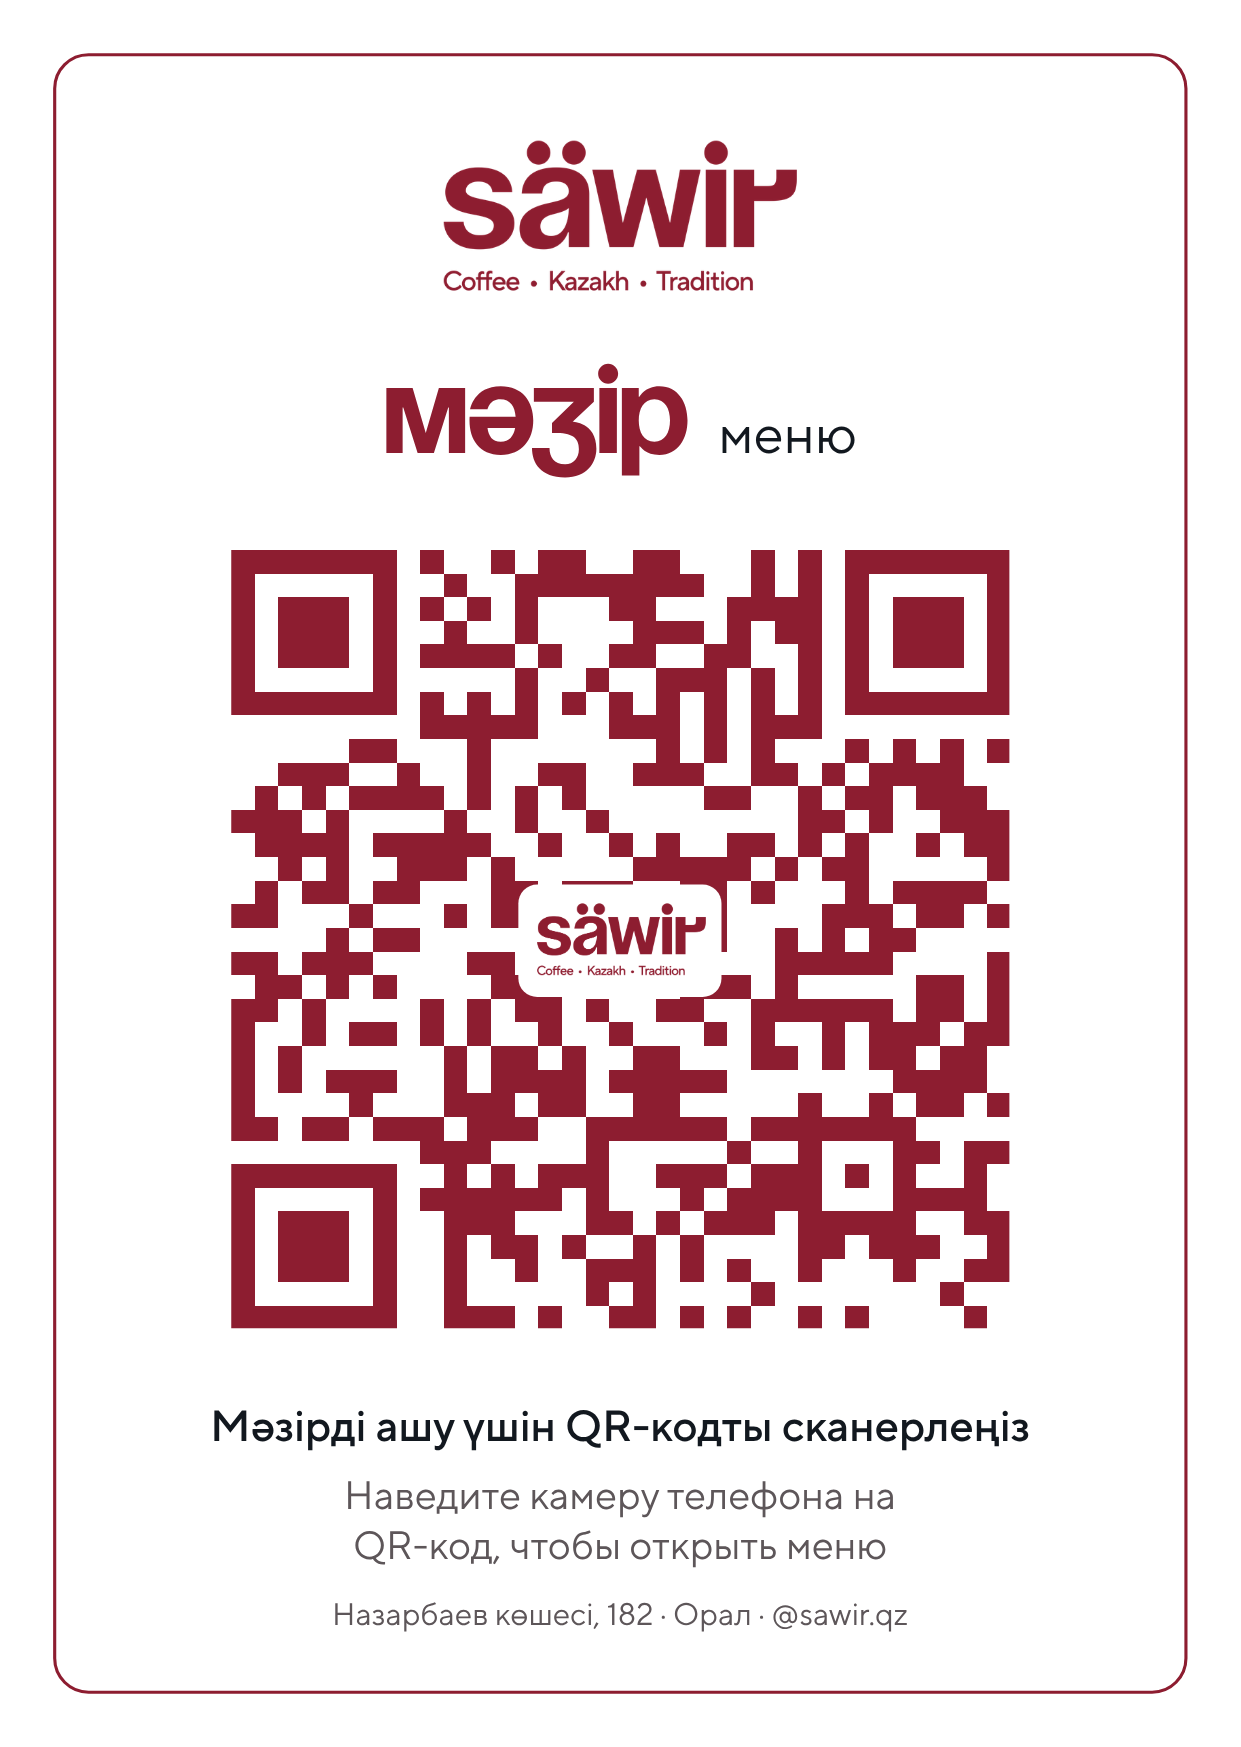 säwir
Coffee • Kazakh • Tradition
мәзір меню
säwir
Coffee • Kazakh • Tradition
Мәзірді ашу үшін QR-кодты сканерлеңіз
Наведите камеру телефона на
QR-код, чтобы открыть меню
Назарбаев көшесі, 182 · Орал · @sawir.qz